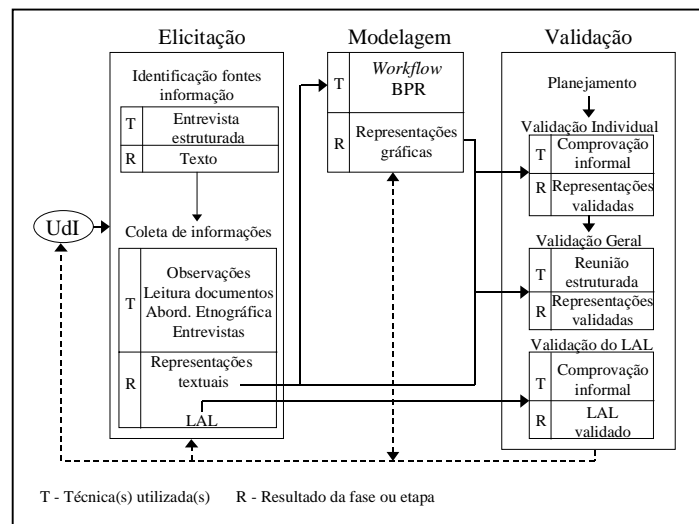 Elicitação
Identificação fontes
informação
T
Entrevista
estruturada
R
Texto
Coleta de informações
T
Observações
Leitura documentos
Abord. Etnográfica
Entrevistas
R
Representações
textuais
LAL
UdI
Modelagem
T
Workflow
BPR
R
Representações
gráficas
Validação
Planejamento
Validação Individual
T
Comprovação
informal
R
Representações
validadas
Validação Geral
T
Reunião
estruturada
R
Representações
validadas
Validação do LAL
T
Comprovação
informal
R
LAL
validado
T - Técnica(s) utilizada(s) R - Resultado da fase ou etapa